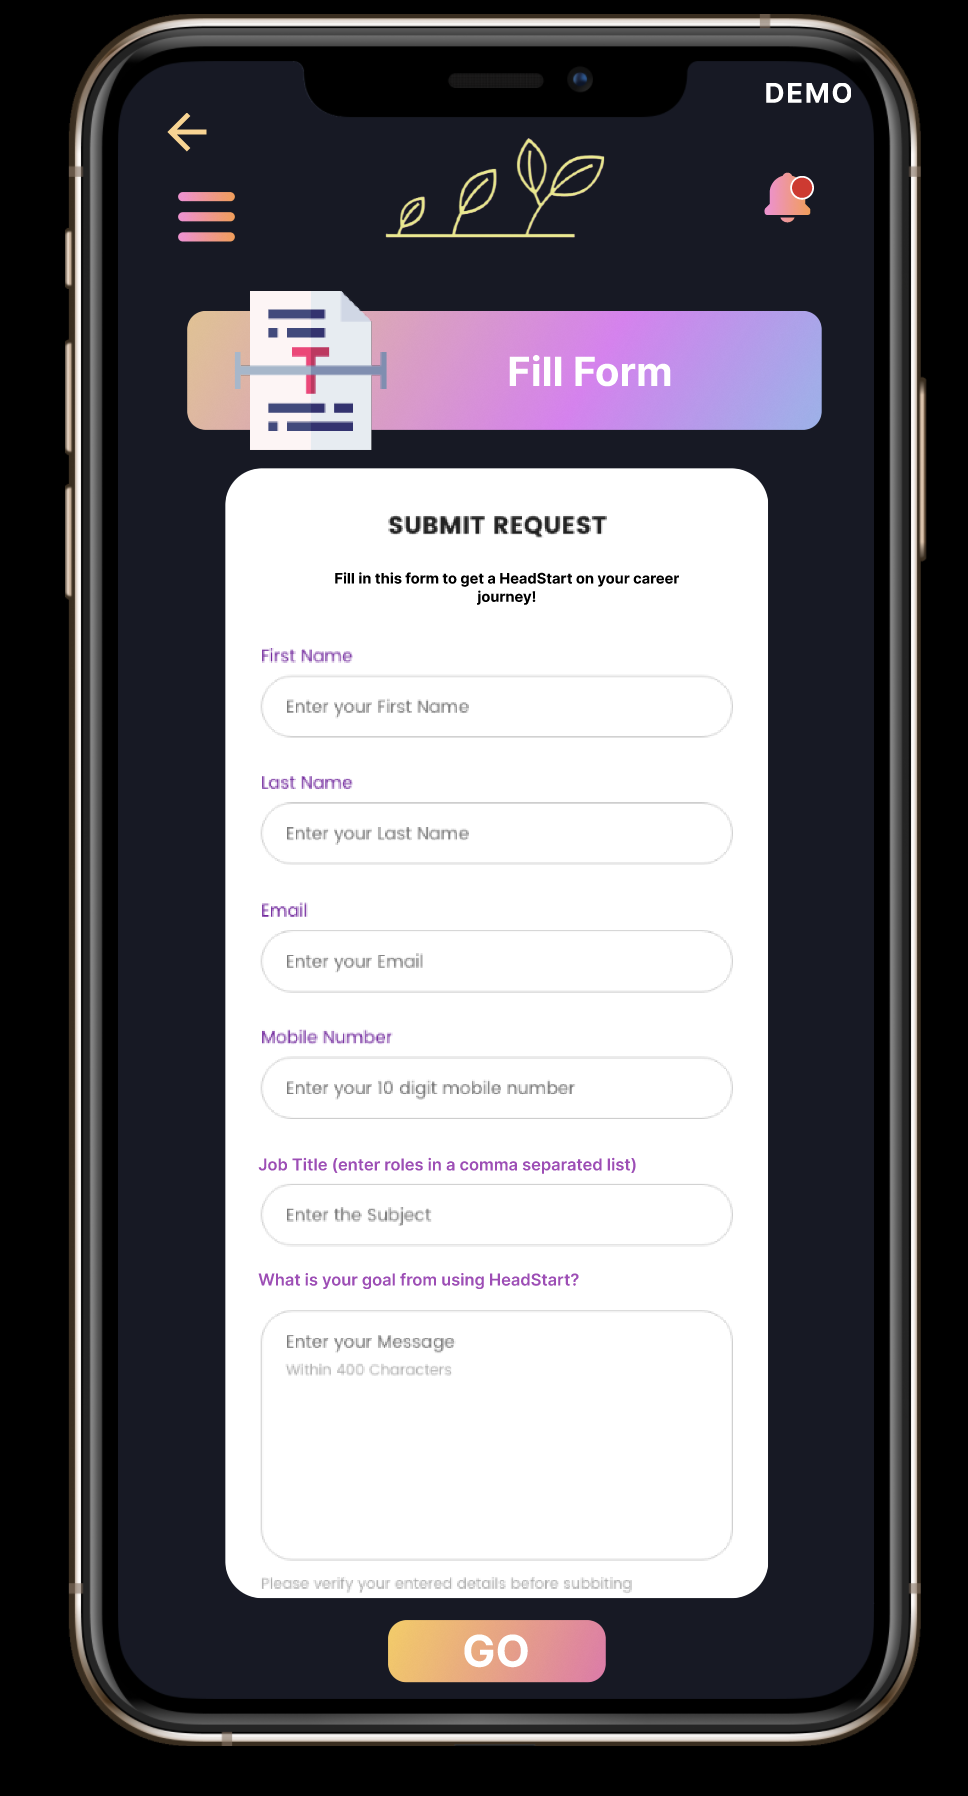 DEMO
T
Fill Form
SUBMIT REQUEST
Fill in this form to get a HeadStart on your career
journey!
First Name
Enter your First Name
Last Name
Enter your Last Name
Email
Enter your Email
Mobile Number
Enter your 10 digit mobile number
Job Title (enter roles in a comma separated list)
Enter the Subject
What is your goal from using HeadStart?
Enter your Message
Within 400 Characters
Please verify your entered details before subbiting
GO